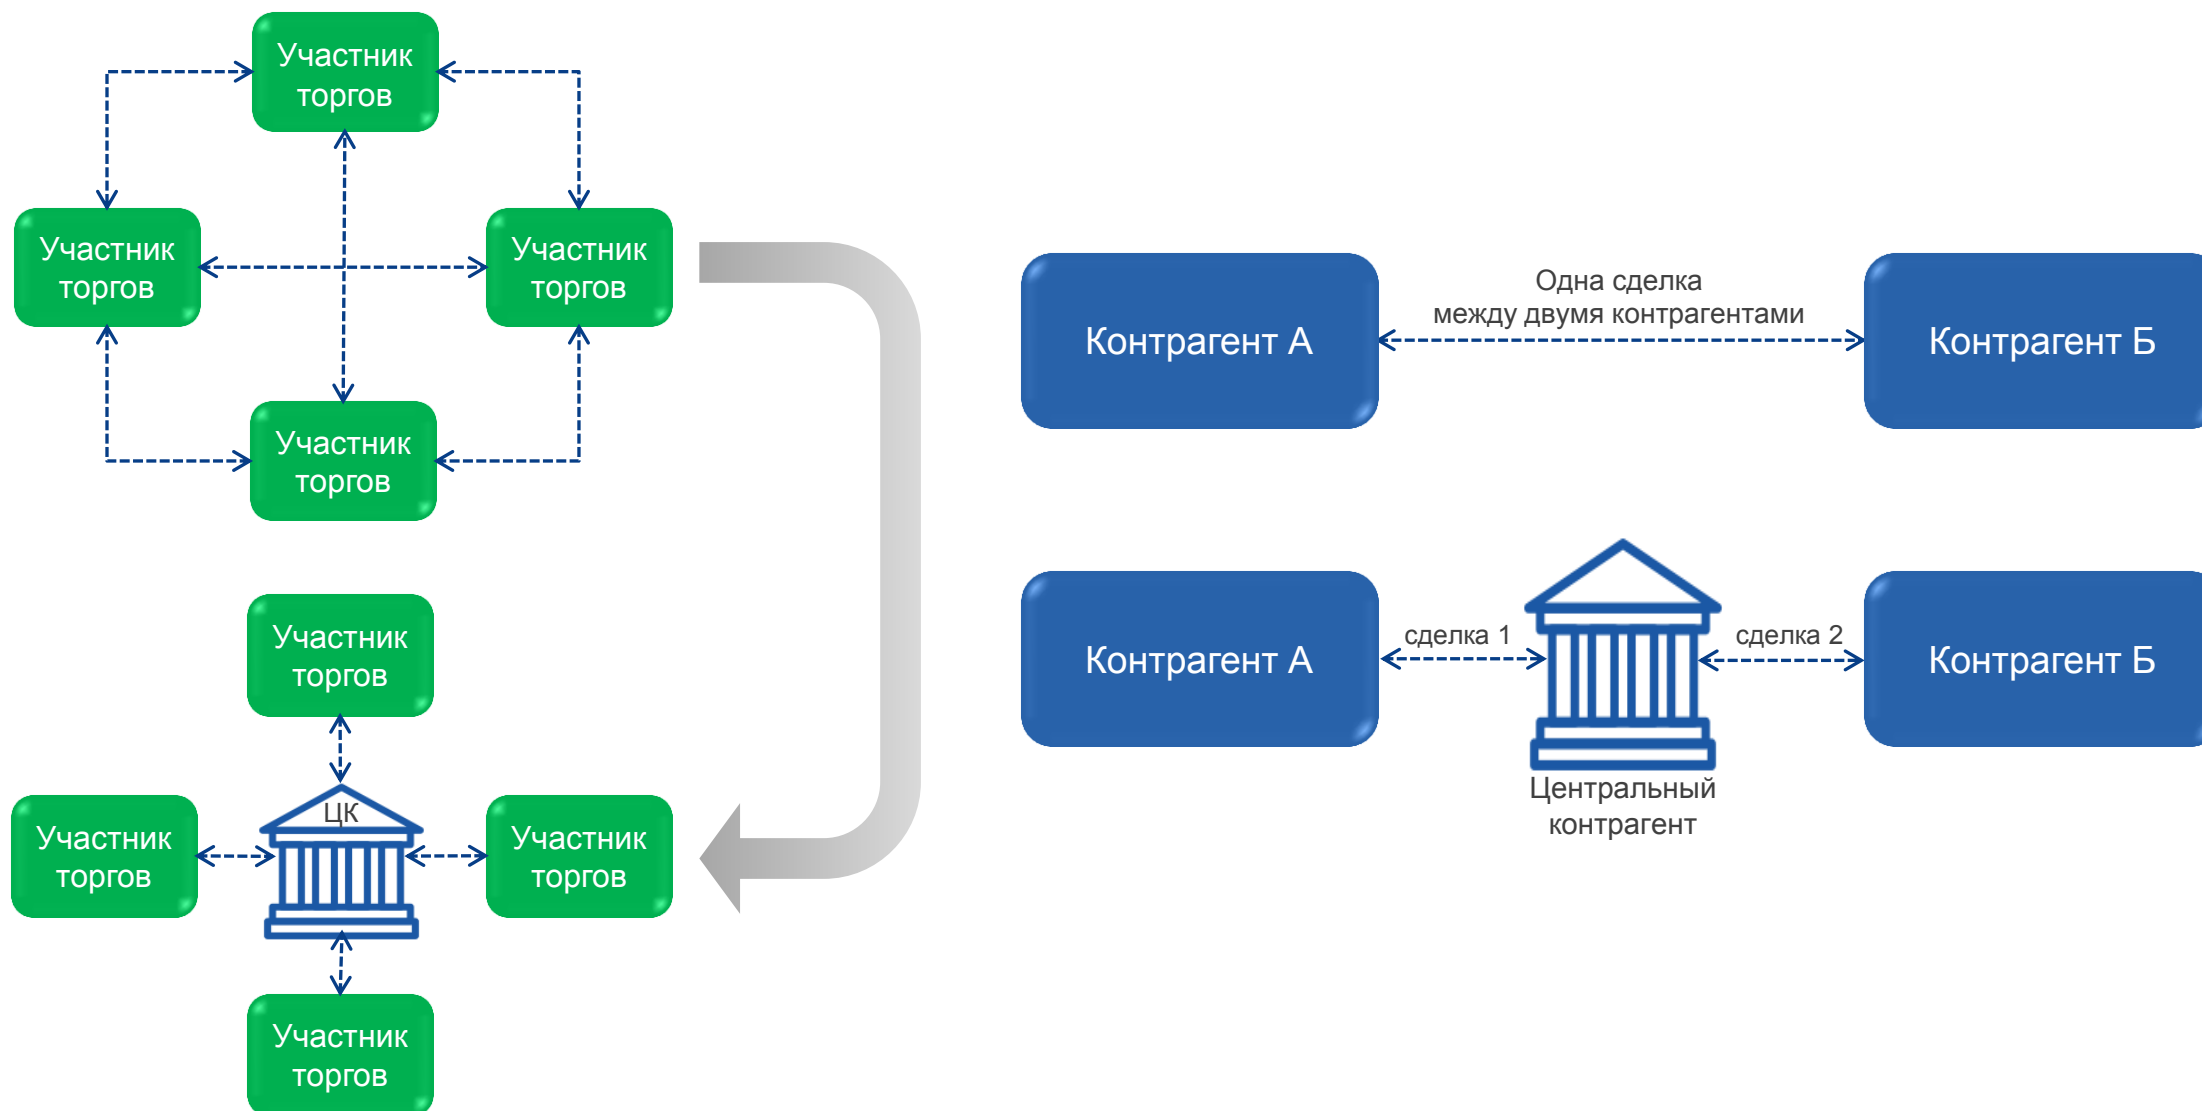 Участник
торгов
Участник
торгов
Участник
торгов
Участник
торгов
Участник
торгов
ЦК
Участник
торгов
Участник
торгов
Участник
торгов
Одна сделка
между двумя контрагентами
Контрагент А
Контрагент Б
сделка 1
сделка 2
Контрагент А
Контрагент Б
Центральный
контрагент